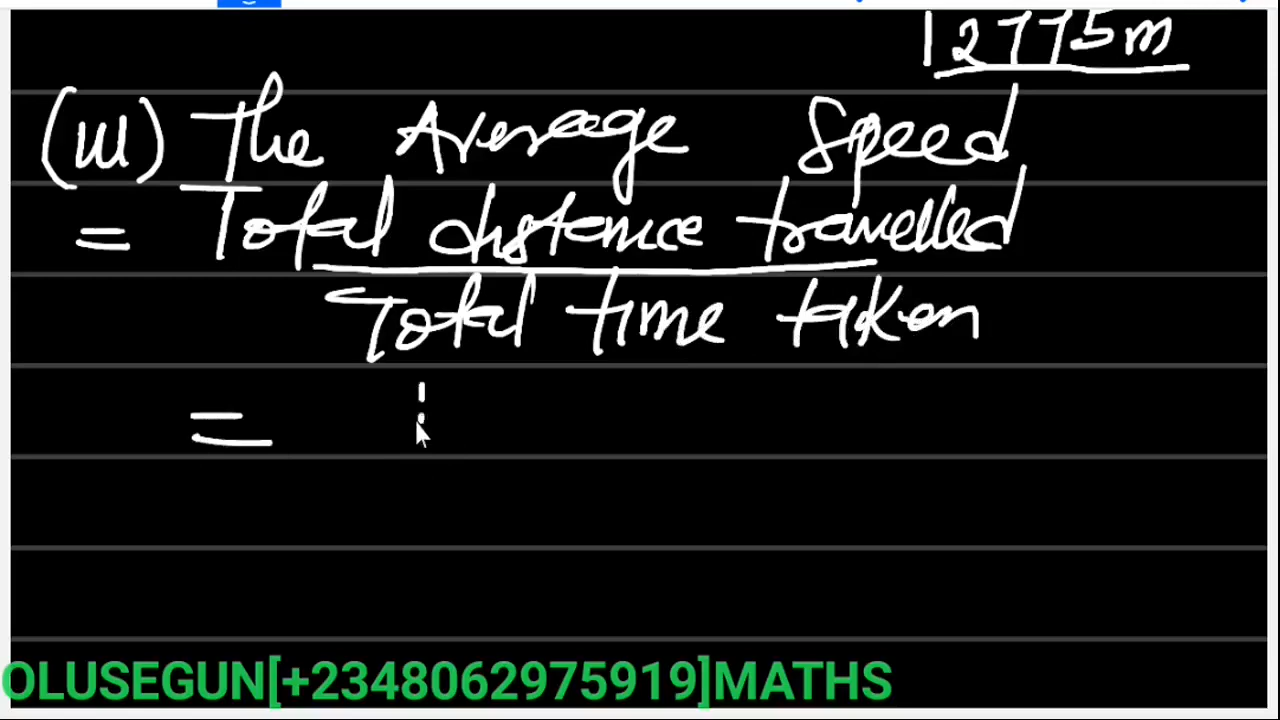 12775m
(III) The Average Speed
= Total distance travelled
Total time taken
=
OLUSEGUN[+2348062975919]MATHS